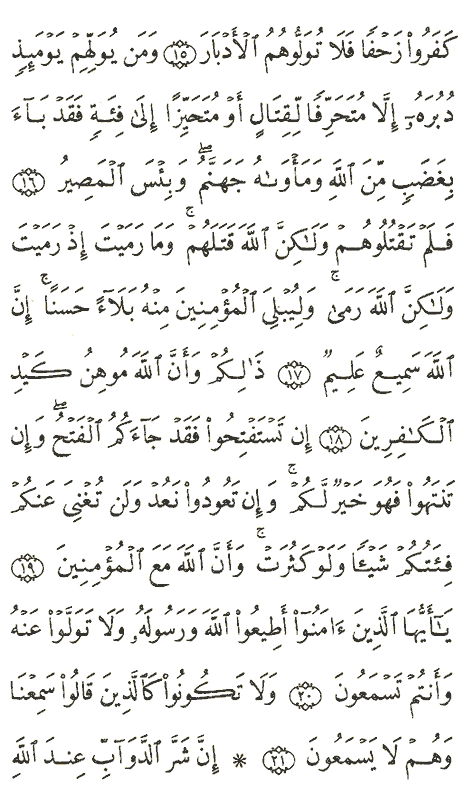 كَفَرُوا۟ زَحْفًا فَلَا تُوَلُّوهُمُ ٱلْأَدْبَارَ ۝١٥ وَمَن يُوَلِّهِمْ يَوْمَئِذٍ
دُبُرَهُۥٓ إِلَّا مُتَحَرِّفًا لِّقِتَالٍ أَوْ مُتَحَيِّزًا إِلَىٰ فِئَةٍ فَقَدْ بَآءَ
بِغَضَبٍ مِّنَ ٱللَّهِ وَمَأْوَىٰهُ جَهَنَّمُ ۖ وَبِئْسَ ٱلْمَصِيرُ ۝١٦
فَلَمْ تَقْتُلُوهُمْ وَلَـٰكِنَّ ٱللَّهَ قَتَلَهُمْ ۚ وَمَا رَمَيْتَ إِذْ رَمَيْتَ
وَلَـٰكِنَّ ٱللَّهَ رَمَىٰ ۚ وَلِيُبْلِىَ ٱلْمُؤْمِنِينَ مِنْهُ بَلَآءً حَسَنًا ۚ إِنَّ
ٱللَّهَ سَمِيعٌ عَلِيمٌ ۝١٧ ذَٰلِكُمْ وَأَنَّ ٱللَّهَ مُوهِنُ كَيْدِ
ٱلْكَـٰفِرِينَ ۝١٨ إِن تَسْتَفْتِحُوا۟ فَقَدْ جَآءَكُمُ ٱلْفَتْحُ ۖ وَإِن
تَنتَهُوا۟ فَهُوَ خَيْرٌ لَّكُمْ ۚ وَإِن تَعُودُوا۟ نَعُدْ وَلَن تُغْنِىَ عَنكُمْ
فِئَتُكُمْ شَيْـًٔا وَلَوْ كَثُرَتْ ۚ وَأَنَّ ٱللَّهَ مَعَ ٱلْمُؤْمِنِينَ ۝١٩
يَـٰٓأَيُّهَا ٱلَّذِينَ ءَامَنُوٓا۟ أَطِيعُوا۟ ٱللَّهَ وَرَسُولَهُۥ وَلَا تَوَلَّوْا۟ عَنْهُ
وَأَنتُمْ تَسْمَعُونَ ۝٢٠ وَلَا تَكُونُوا۟ كَٱلَّذِينَ قَالُوا۟ سَمِعْنَا
وَهُمْ لَا يَسْمَعُونَ ۝٢١ * إِنَّ شَرَّ ٱلدَّوَآبِّ عِندَ ٱللَّهِ